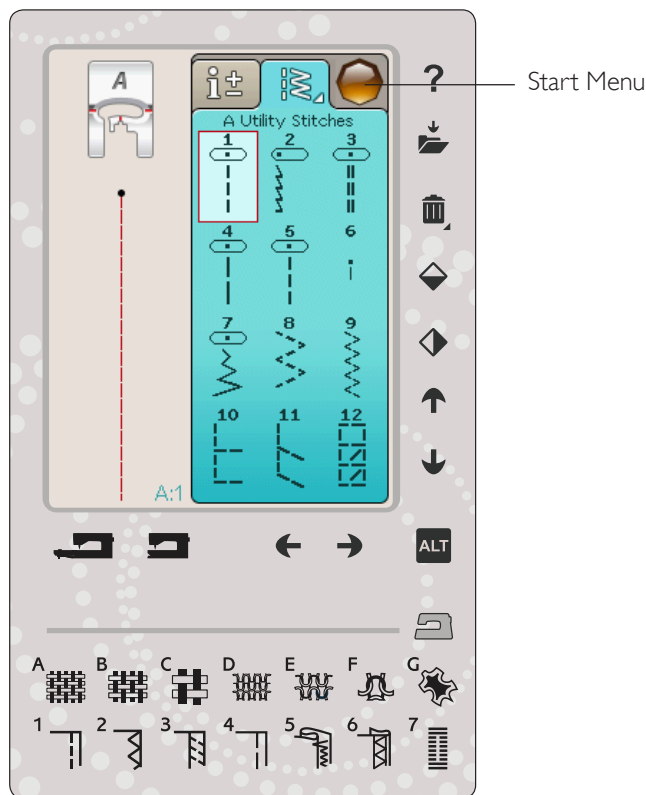 A
i±
?
Start Menu
A Utility Stitches
1 2 3
4 5 6
7 8 9
10 11 12
A:1
ALT
A B C D E F G
1 2 3 4 5 6 7